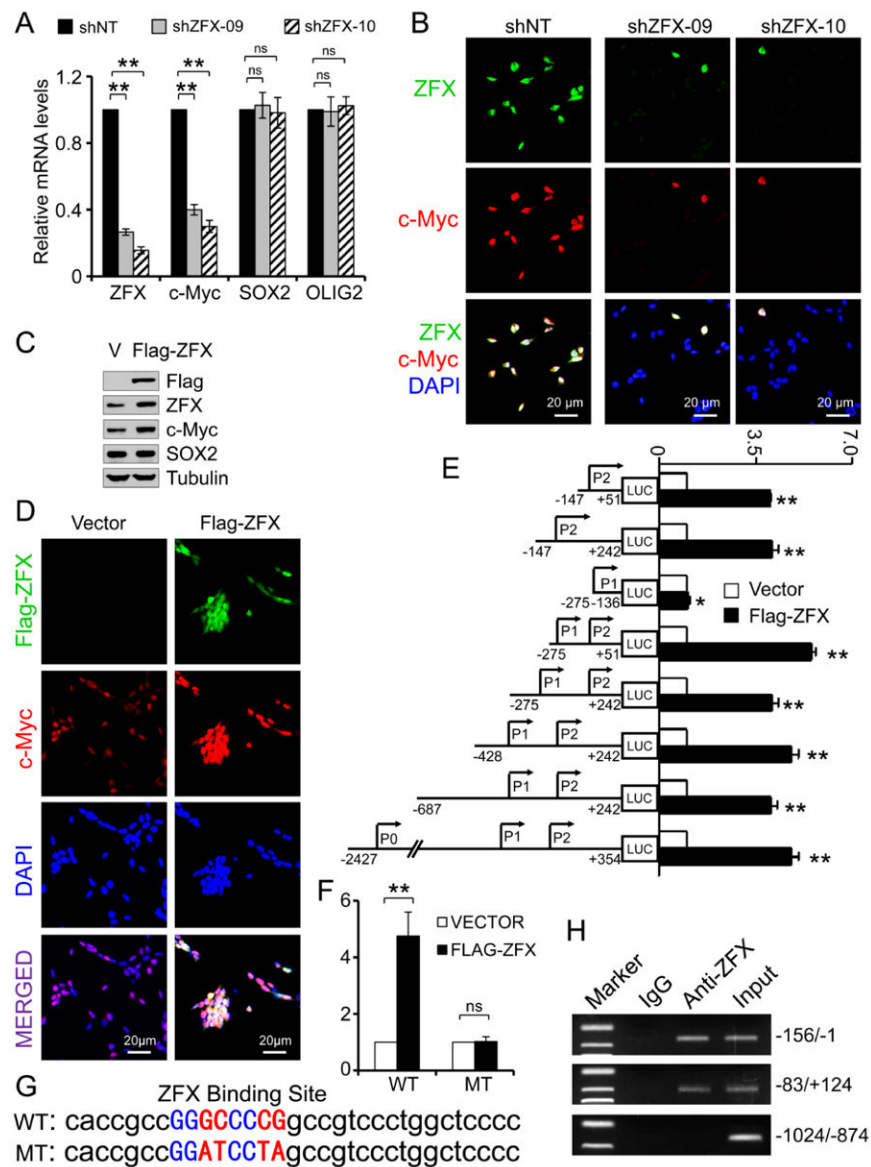 A
shNT shZFX-09 shZFX-10
Relative mRNA levels
1.2
0.8
0.4
0
** ** ** ** ns ns ns ns
ZFX c-Myc SOX2 OLIG2
B
shNT shZFX-09 shZFX-10
ZFX
c-Myc
ZFX
c-Myc
DAPI
20 μm 20 μm 20 μm
C
V Flag-ZFX
Flag
ZFX
c-Myc
SOX2
Tubulin
D
Vector Flag-ZFX
Flag-ZFX
c-Myc
DAPI
MERGED
20μm 20μm
E
0 3.5 7.0
P2
-147 +51 LUC **
P2
-147 +242 LUC **
P1
-275 -136 LUC *
P1 P2
-275 +51 LUC **
P1 P2
-275 +242 LUC **
P1 P2
-428 +242 LUC **
P1 P2
-687 +242 LUC **
P0 P1 P2
-2427 +354 LUC **
Vector
Flag-ZFX
F
6
4
2
0
** ns
VECTOR
FLAG-ZFX
WT MT
G
ZFX Binding Site
WT: caccgccGGGCCCCGgccgtccctggctcccc
MT: caccgccGGATCCTAgccgtccctggctcccc
H
Marker IgG Anti-ZFX Input
-156/-1
-83/+124
-1024/-874